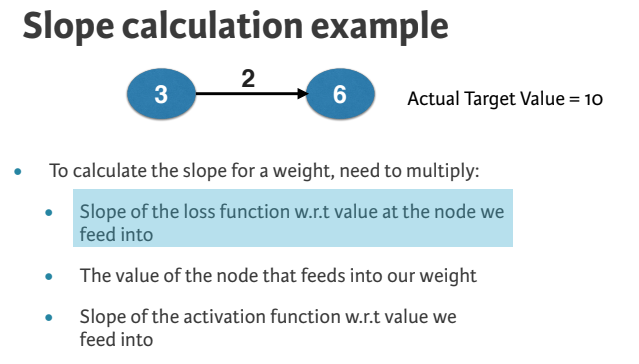 Slope calculation example
3
2
6
Actual Target Value = 10
• To calculate the slope for a weight, need to multiply:
• Slope of the loss function w.r.t value at the node we
feed into
• The value of the node that feeds into our weight
• Slope of the activation function w.r.t value we
feed into